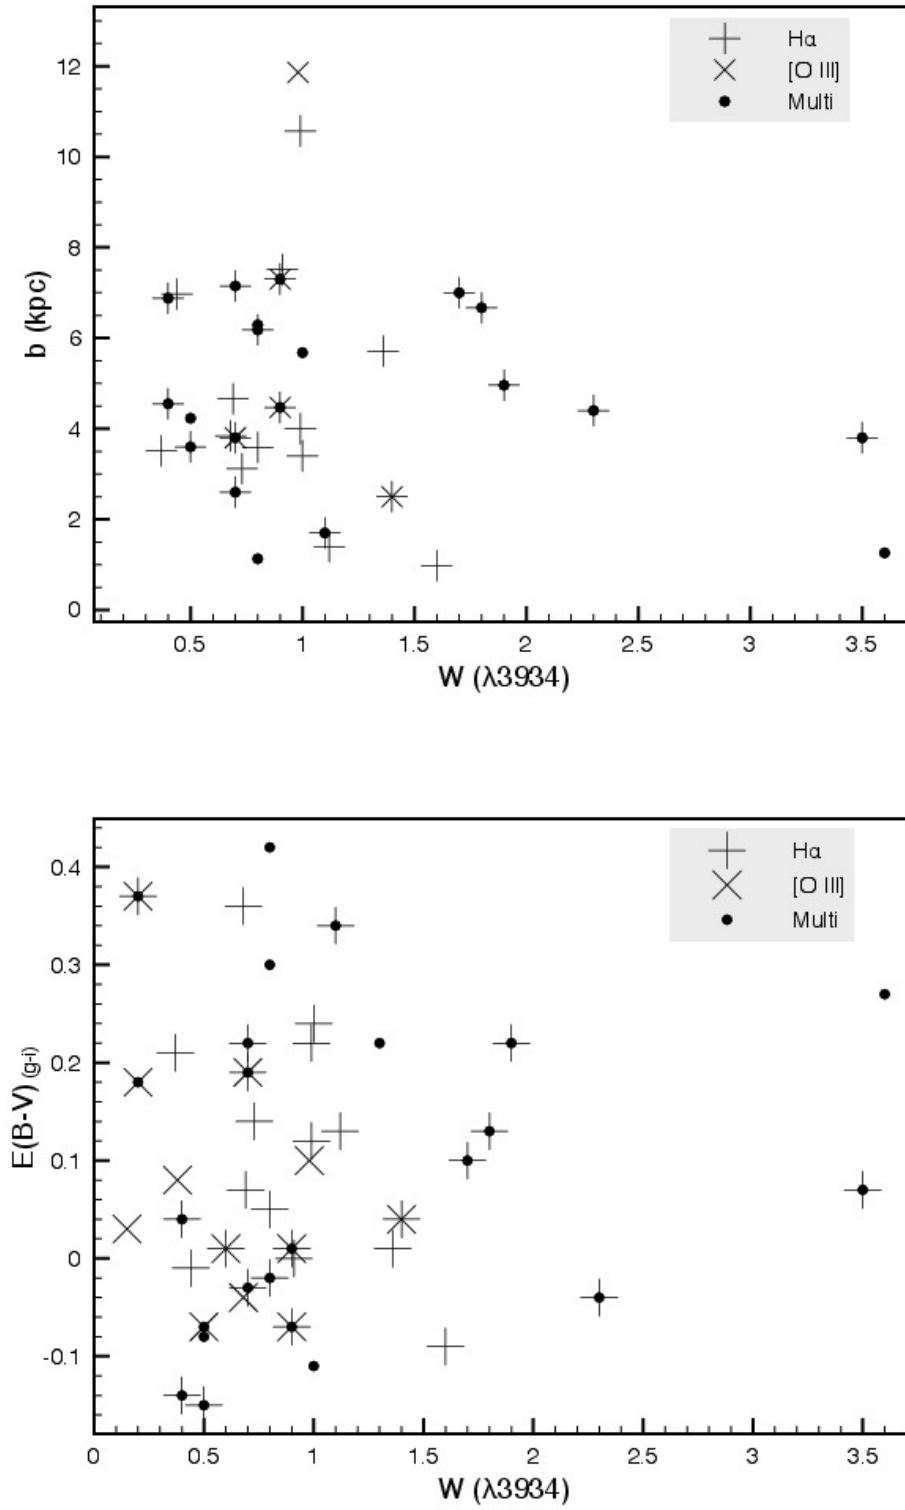 12
10
8
6
4
2
0
b (kpc)
Hα
[O III]
Multi
0.5
1
1.5
2
2.5
3
3.5
W (λ3934)
0.4
0.3
0.2
0.1
0
-0.1
E(B-V) (g-i)
Hα
[O III]
Multi
0
0.5
1
1.5
2
2.5
3
3.5
W (λ3934)